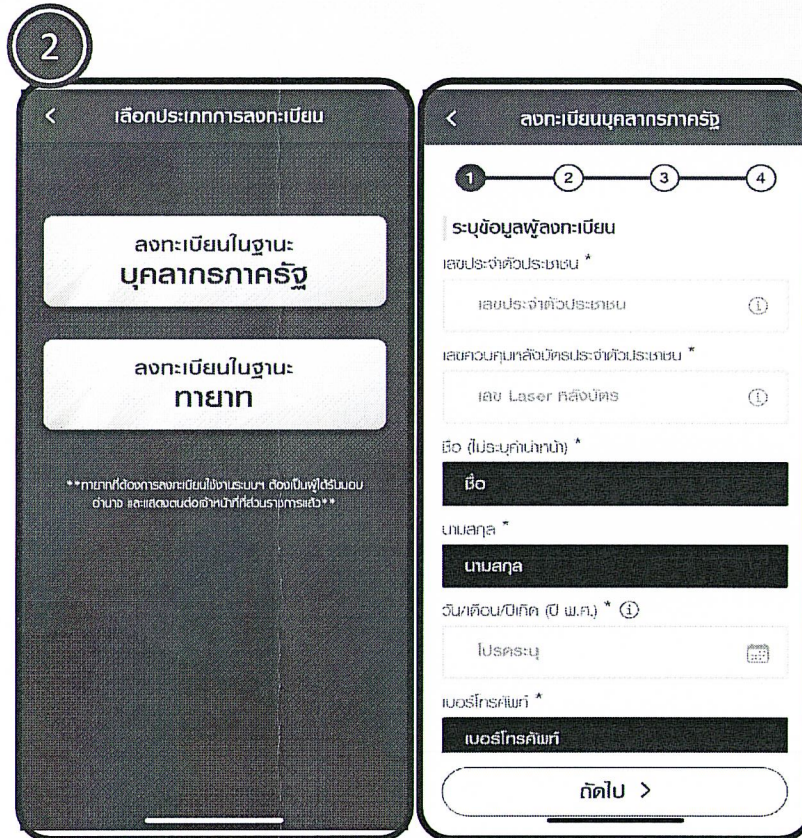 2
< เลือกประเภทการลงทะเบียน
ลงทะเบียนในฐานะ
บุคลากรภาครัฐ
ลงทะเบียนในฐานะ
ทายาท
**ทายาทที่ต้องการลงทะเบียนใช้งานระบบฯ ต้องเป็นผู้ได้รับมอบ
อำนาจ และแสดงตนต่อเจ้าหน้าที่ที่ส่วนราชการแล้ว**
< ลงทะเบียนบุคลากรภาครัฐ
1 2 3 4
ระบุข้อมูลผู้ลงทะเบียน
เลขประจำตัวประชาชน *
เลขประจำตัวประชาชน
เลขควบคุมหลังบัตรประจำตัวประชาชน *
เลข Laser หลังบัตร
ชื่อ (ไม่ระบุคำนำหน้า) *
ชื่อ
นามสกุล *
นามสกุล
วัน/เดือน/ปีเกิด (ปี พ.ศ.) *
โปรดระบุ
เบอร์โทรศัพท์ *
เบอร์โทรศัพท์
ถัดไป >